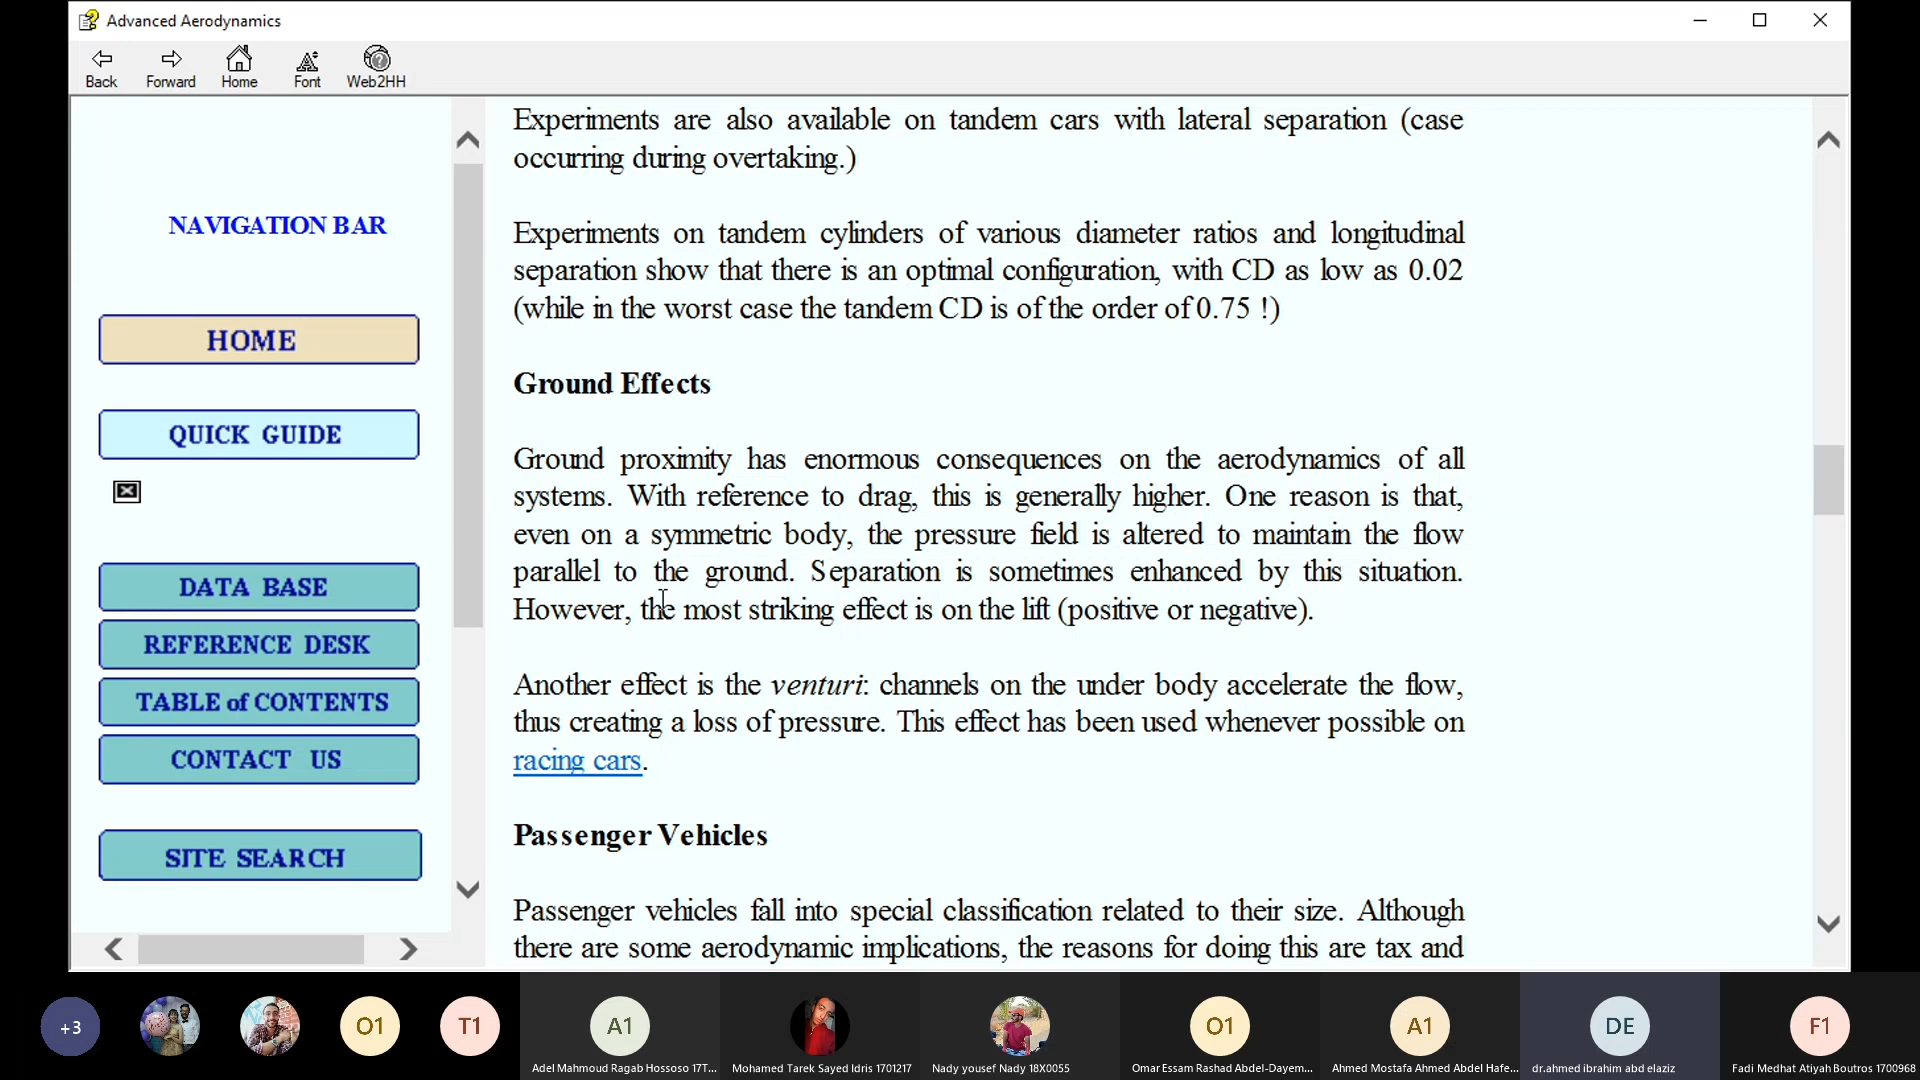 Advanced Aerodynamics
Back Forward Home Font Web2HH
NAVIGATION BAR
HOME
QUICK GUIDE
DATA BASE
REFERENCE DESK
TABLE of CONTENTS
CONTACT US
SITE SEARCH
Experiments are also available on tandem cars with lateral separation (case
occurring during overtaking.)
Experiments on tandem cylinders of various diameter ratios and longitudinal
separation show that there is an optimal configuration, with CD as low as 0.02
(while in the worst case the tandem CD is of the order of 0.75 !)
Ground Effects
Ground proximity has enormous consequences on the aerodynamics of all
systems. With reference to drag, this is generally higher. One reason is that,
even on a symmetric body, the pressure field is altered to maintain the flow
parallel to the ground. Separation is sometimes enhanced by this situation.
However, the most striking effect is on the lift (positive or negative).
Another effect is the venturi: channels on the under body accelerate the flow,
thus creating a loss of pressure. This effect has been used whenever possible on
racing cars.
Passenger Vehicles
Passenger vehicles fall into special classification related to their size. Although
there are some aerodynamic implications, the reasons for doing this are tax and
+3 O1 T1 A1 O1 A1 DE F1
Adel Mahmoud Ragab Hossoso 17T... Mohamed Tarek Sayed Idris 1701217 Nady yousef Nady 18X0055 Omar Essam Rashad Abdel-Dayem... Ahmed Mostafa Ahmed Abdel Hafe... dr.ahmed ibrahim abd elaziz Fadi Medhat Atiyah Boutros 1700968